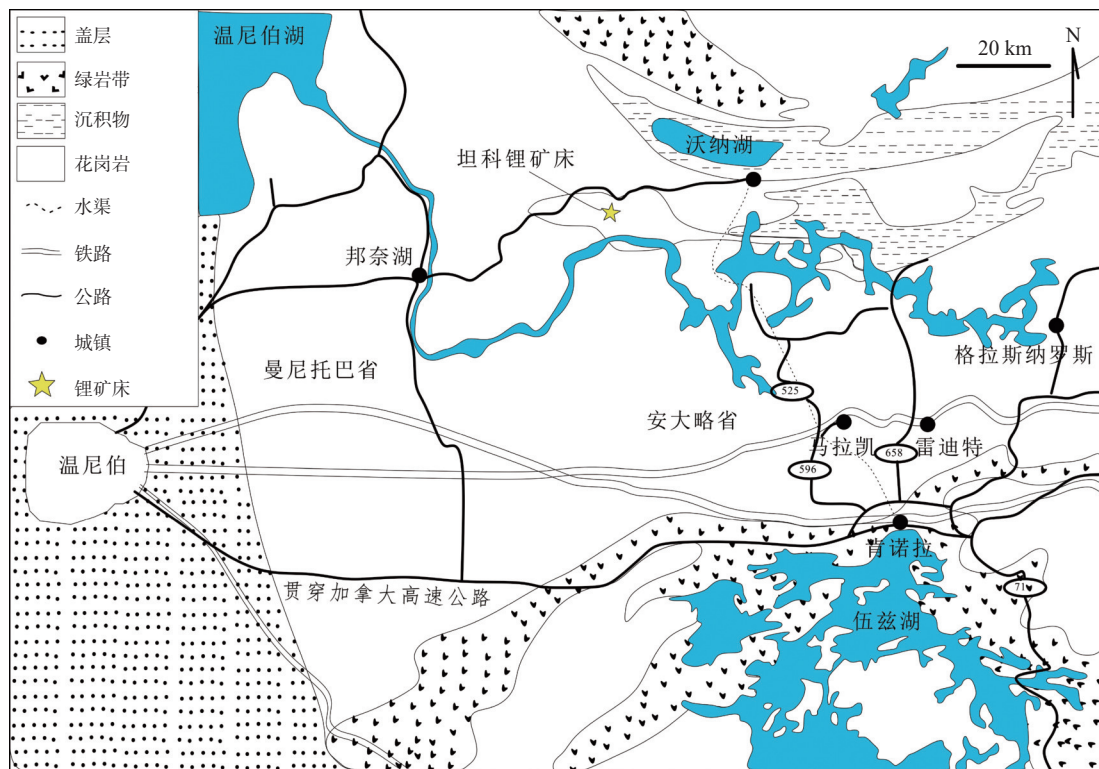 盖层
绿岩带
沉积物
花岗岩
水渠
铁路
公路
城镇
锂矿床
温尼伯湖
20 km
N
沃纳湖
坦科锂矿床
邦奈湖
格拉斯纳罗斯
曼尼托巴省
525
安大略省
马拉凯
658
雷迪特
温尼伯
596
肯诺拉
贯穿加拿大高速公路
71
伍兹湖